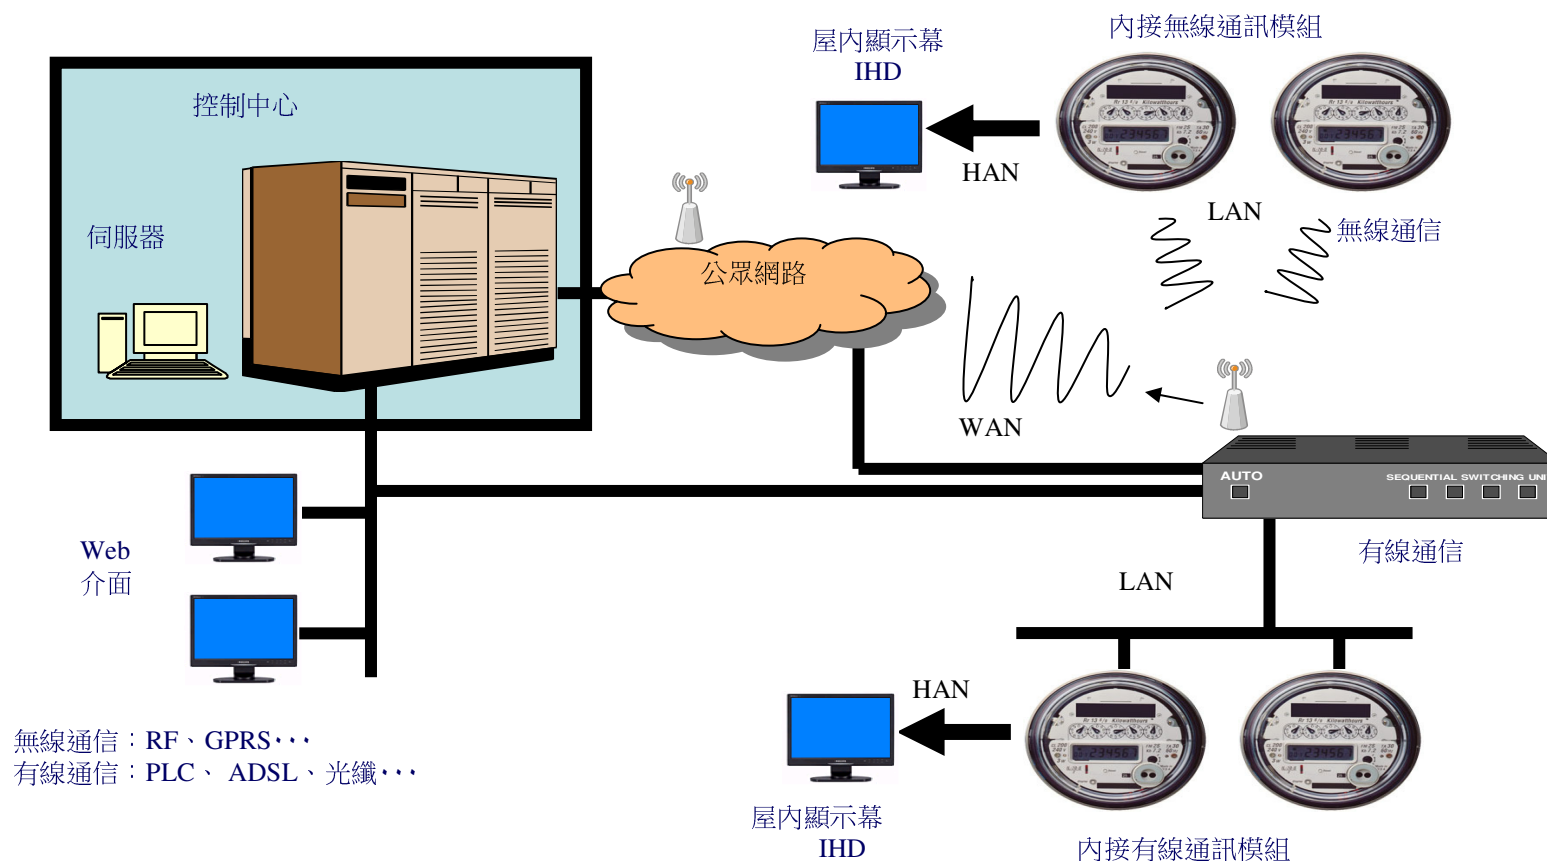 內接無線通訊模組
屋內顯示幕
IHD
控制中心
HAN
LAN
無線通信
伺服器
公眾網路
WAN
AUTO
SEQUENTIAL SWITCHING UNI
有線通信
Web
介面
LAN
HAN
無線通信：RF、GPRS･･･
有線通信：PLC、 ADSL、光纖･･･
屋內顯示幕
IHD
內接有線通訊模組